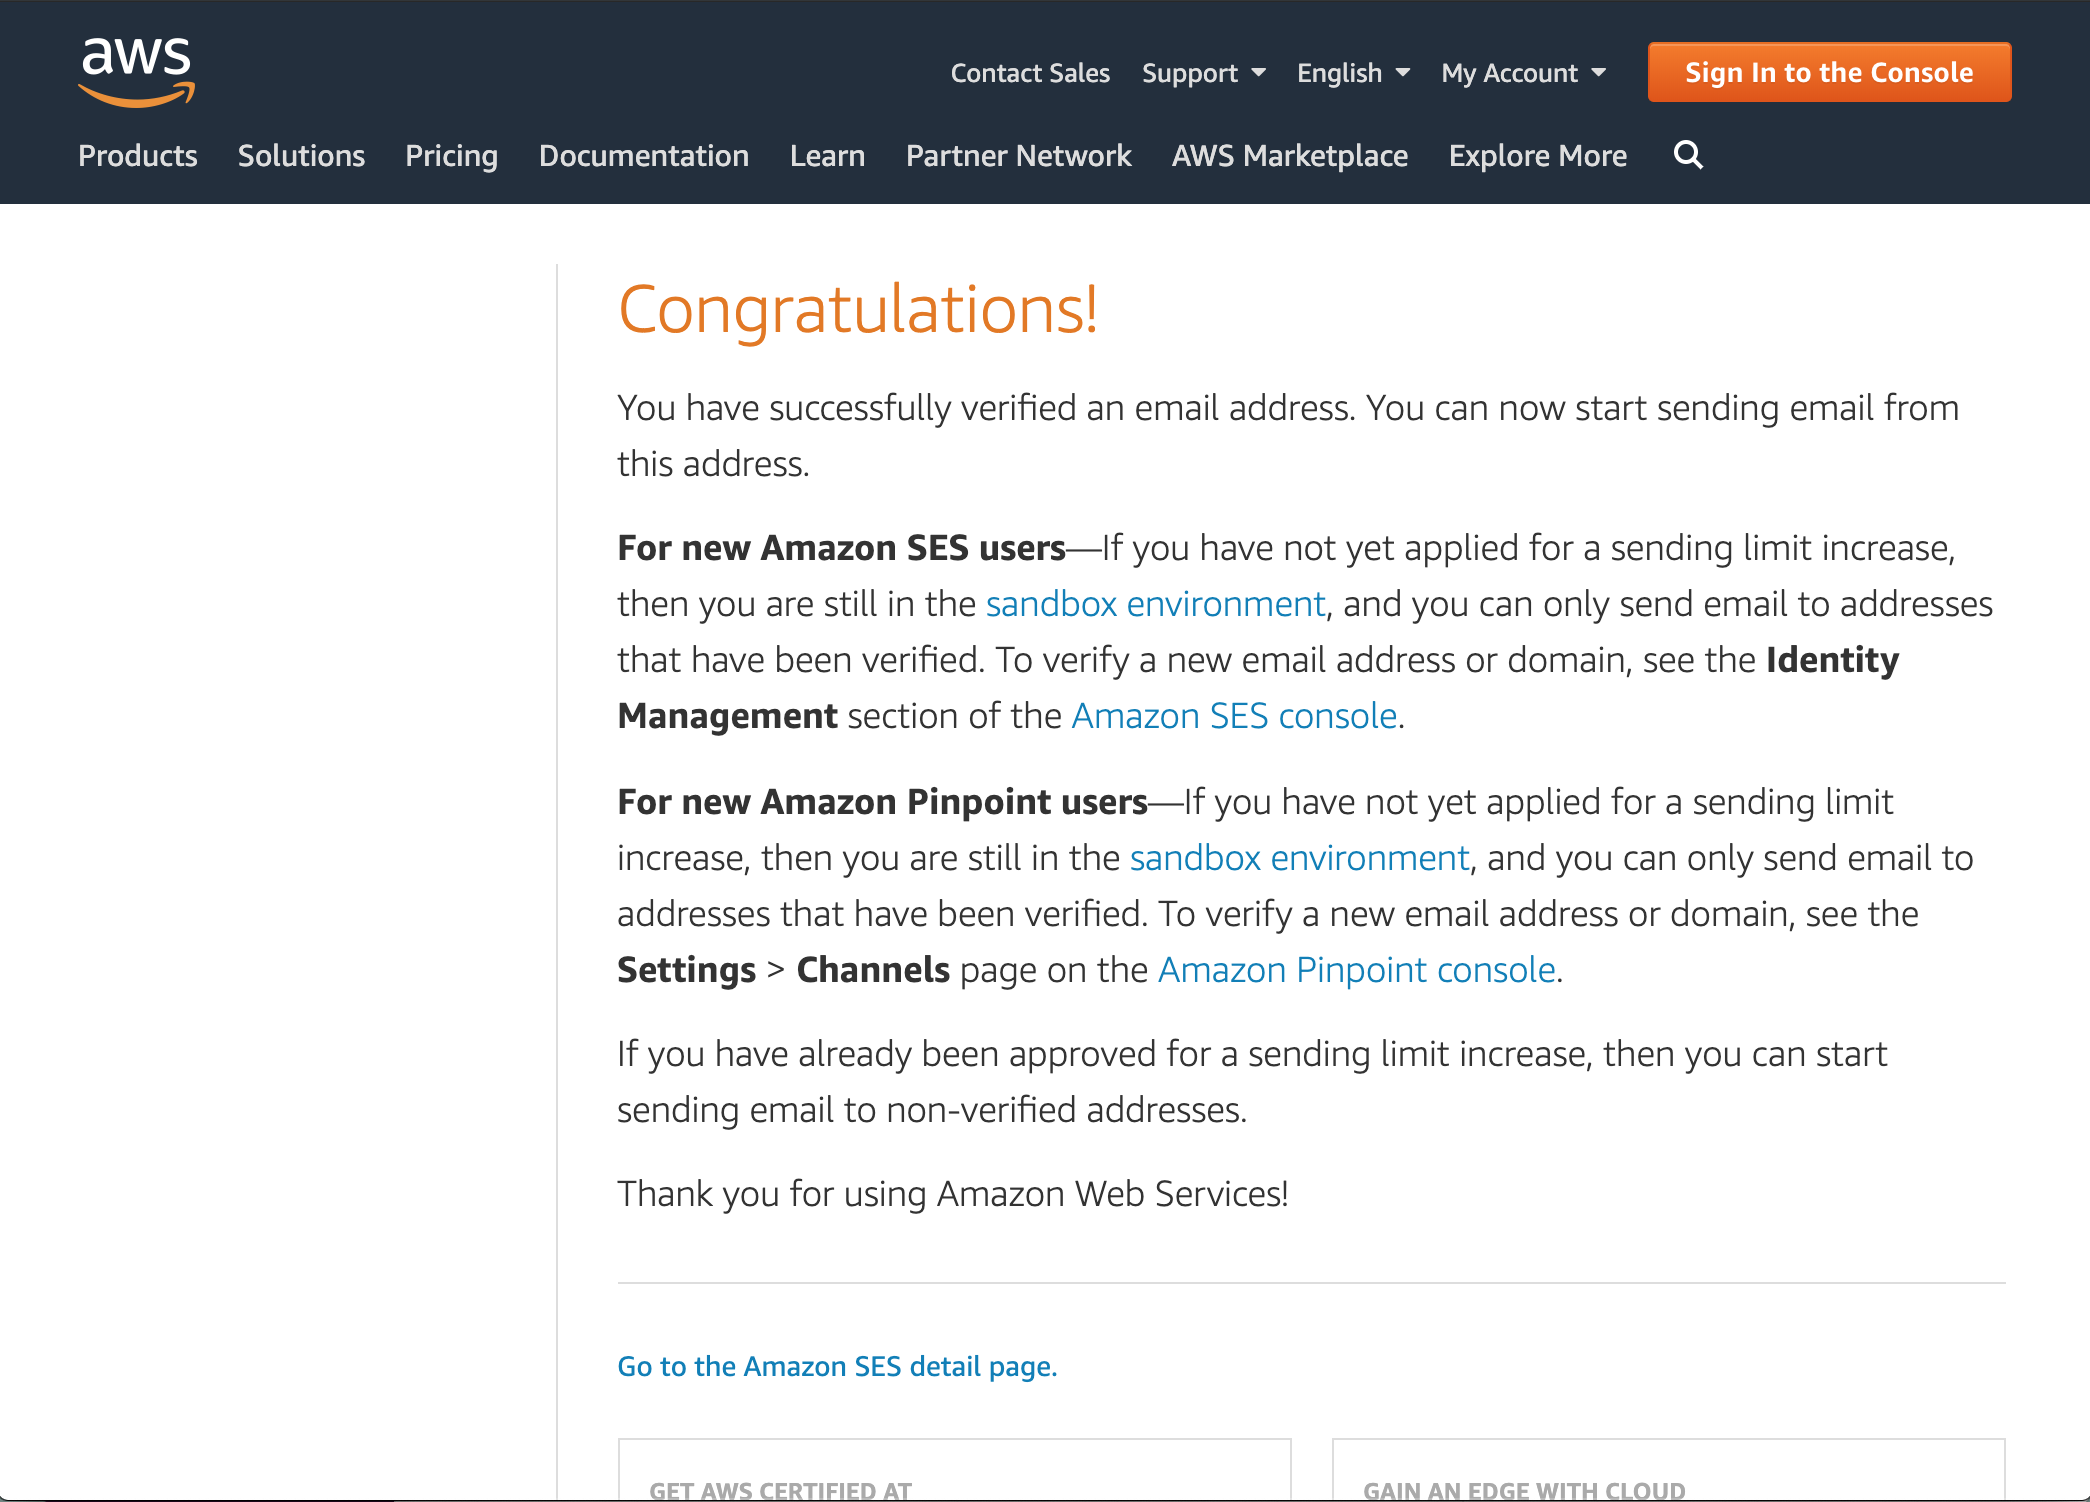 aws
Contact Sales Support English My Account Sign In to the Console
Products Solutions Pricing Documentation Learn Partner Network AWS Marketplace Explore More
Congratulations!
You have successfully verified an email address. You can now start sending email from
this address.
For new Amazon SES users—If you have not yet applied for a sending limit increase,
then you are still in the sandbox environment, and you can only send email to addresses
that have been verified. To verify a new email address or domain, see the Identity
Management section of the Amazon SES console.
For new Amazon Pinpoint users—If you have not yet applied for a sending limit
increase, then you are still in the sandbox environment, and you can only send email to
addresses that have been verified. To verify a new email address or domain, see the
Settings > Channels page on the Amazon Pinpoint console.
If you have already been approved for a sending limit increase, then you can start
sending email to non-verified addresses.
Thank you for using Amazon Web Services!
Go to the Amazon SES detail page.
GET AWS CERTIFIED AT
GAIN AN EDGE WITH CLOUD